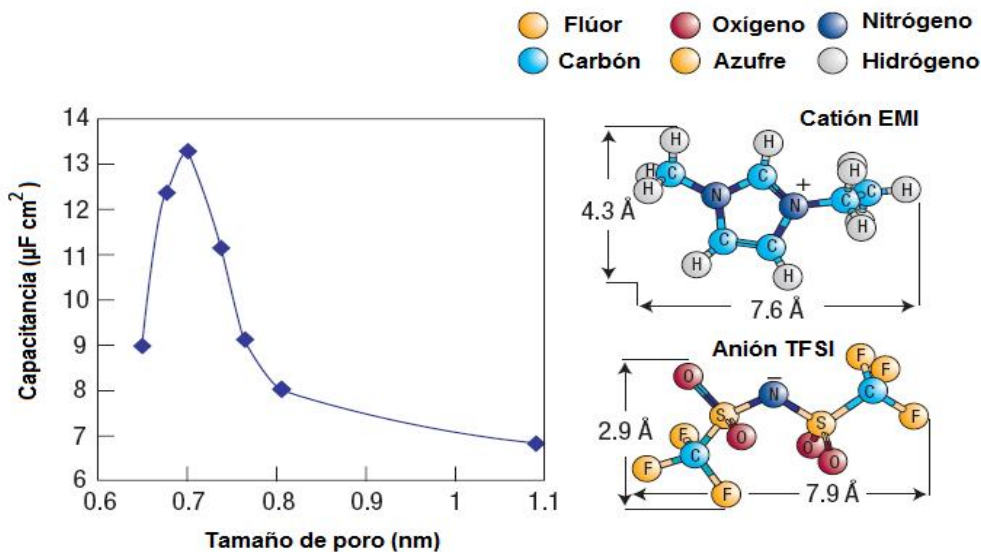 Flúor Oxígeno Nitrógeno
Carbón Azufre Hidrógeno
Capacitancia (µF cm²)
14
13
12
11
10
9
8
7
6
0.6 0.7 0.8 0.9 1 1.1
Tamaño de poro (nm)
Catión EMI
4.3 Å
H
H
H
H
C
C
N
N
+
C
C
C
C
H
H
H
H
H
7.6 Å
Anión TFSI
2.9 Å
O
N
–
S
O
S
O
O
C
F
F
F
C
F
F
F
7.9 Å